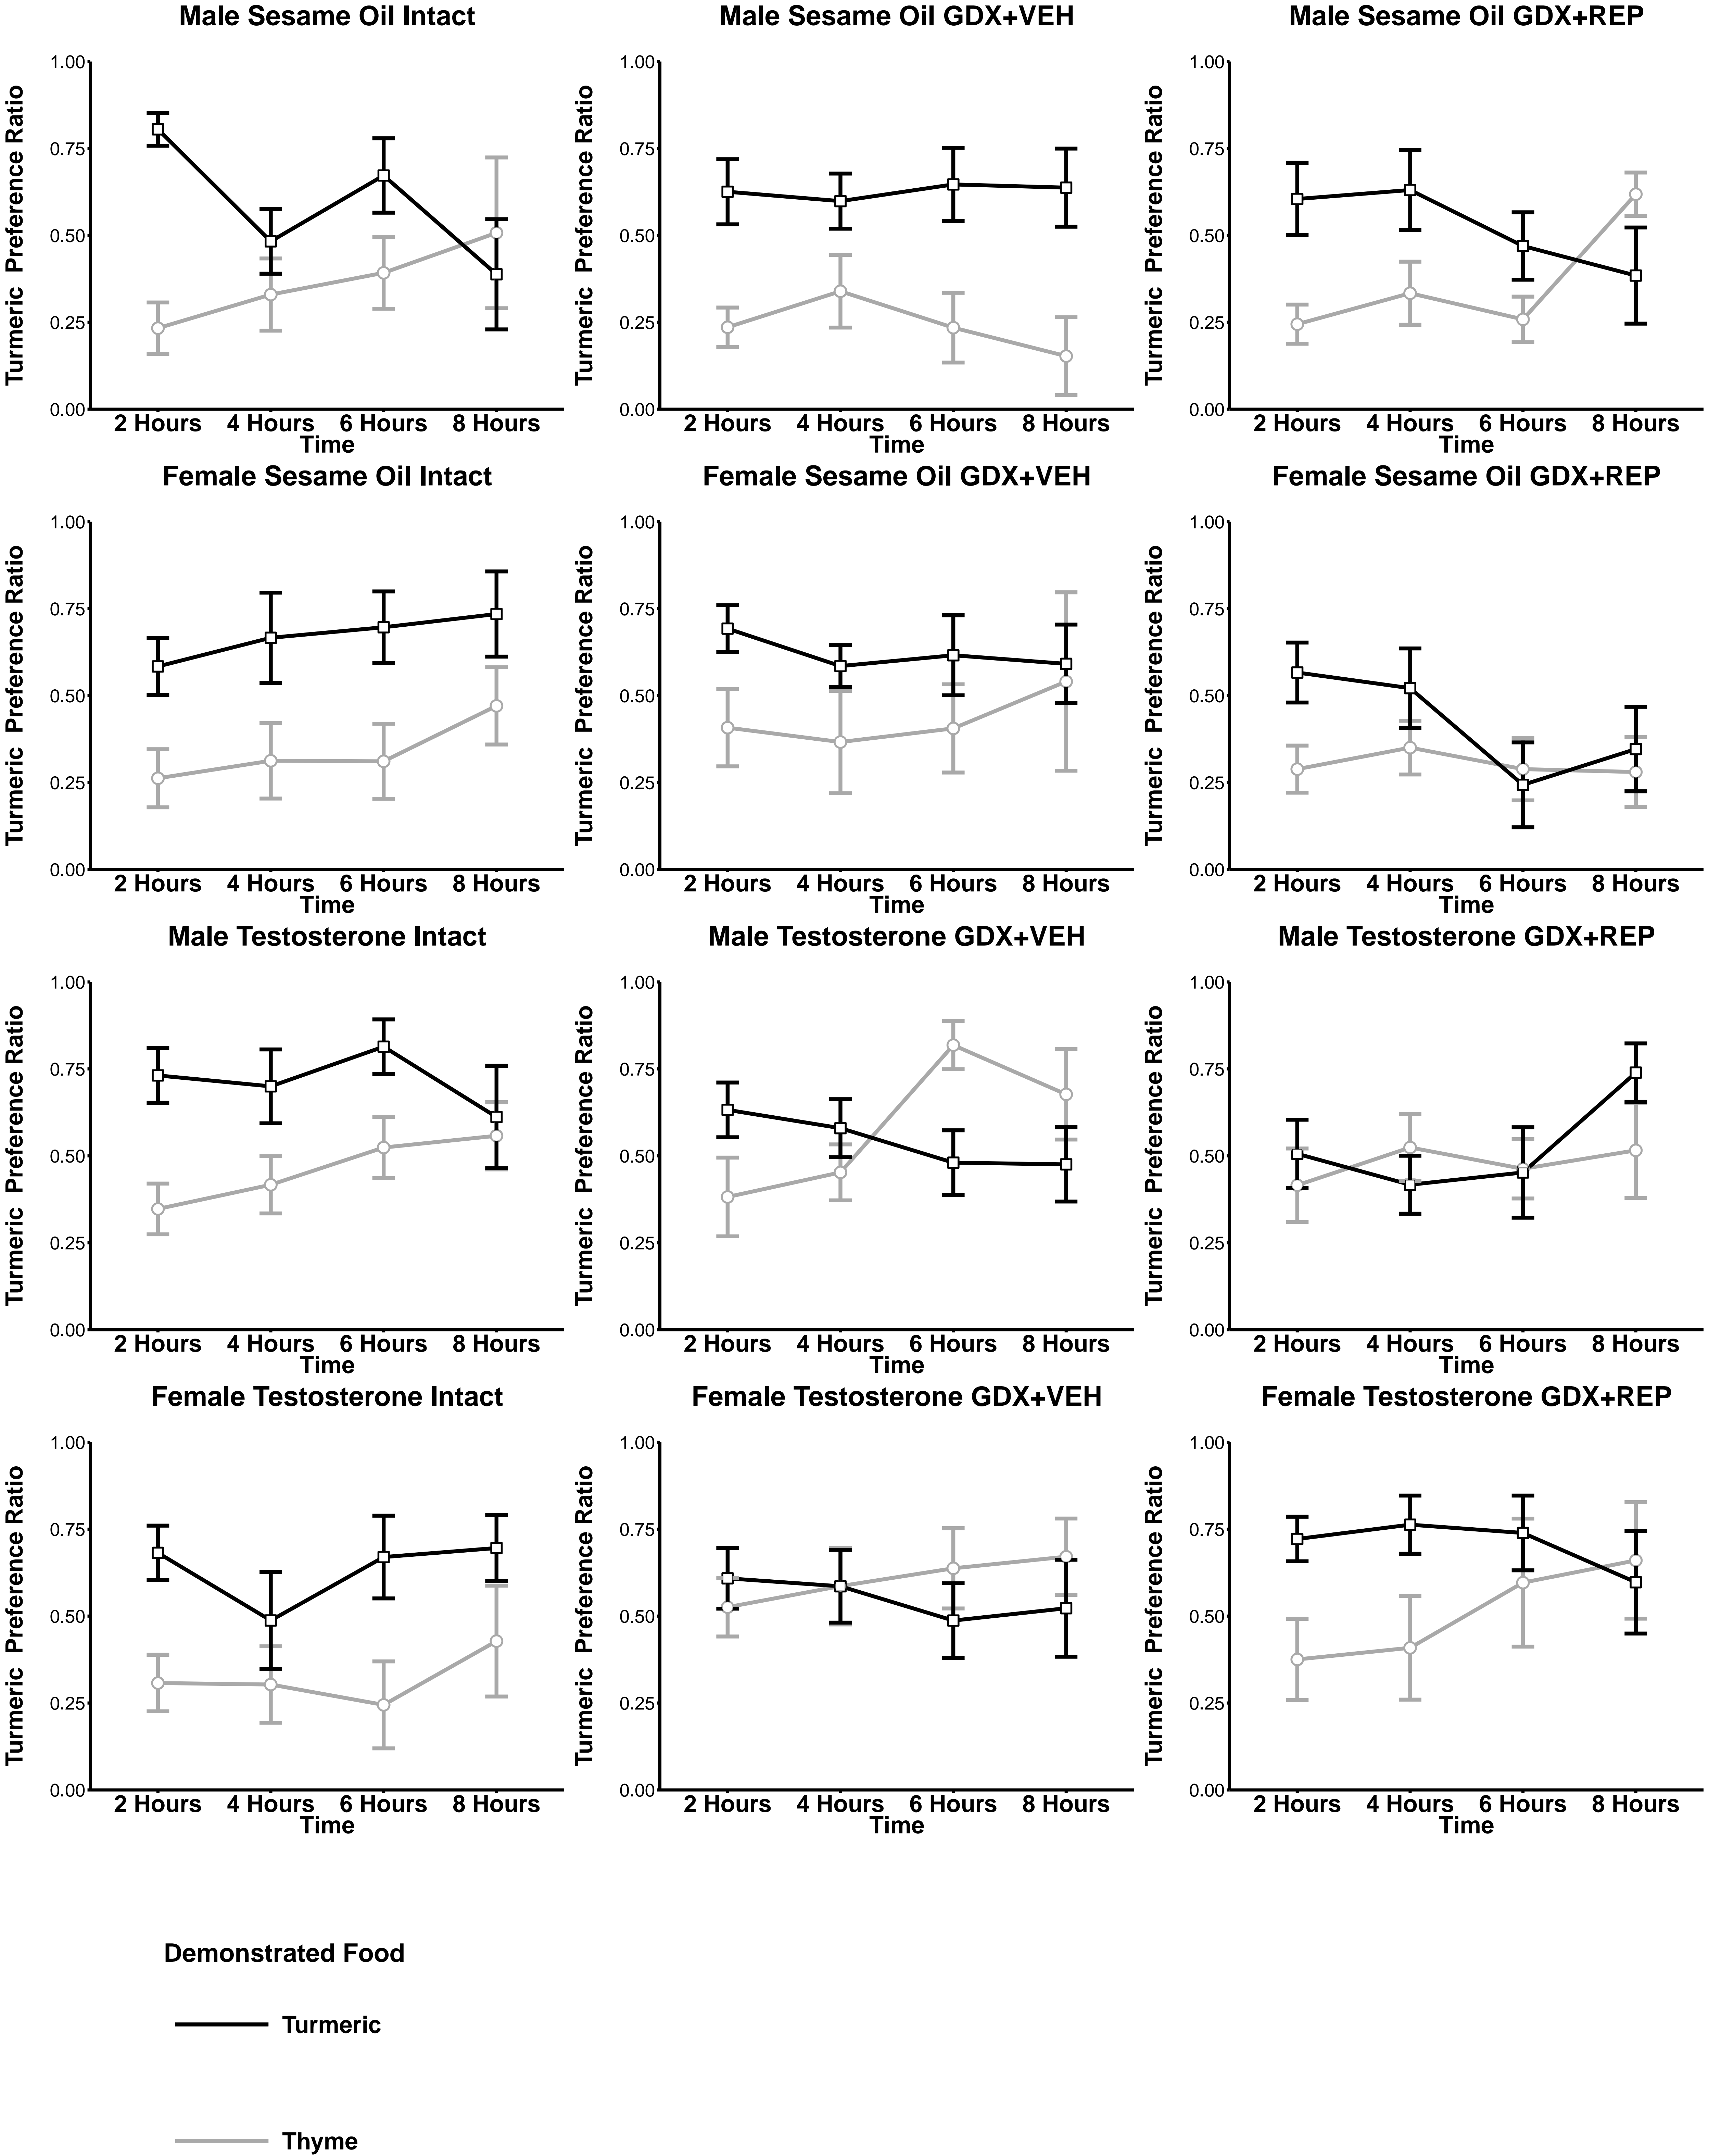 Male Sesame Oil Intact
Male Sesame Oil GDX+VEH
Male Sesame Oil GDX+REP
Turmeric Preference Ratio
1.00
0.75
0.50
0.25
0.00
2 Hours 4 Hours 6 Hours 8 Hours
Time
Turmeric Preference Ratio
1.00
0.75
0.50
0.25
0.00
2 Hours 4 Hours 6 Hours 8 Hours
Time
Turmeric Preference Ratio
1.00
0.75
0.50
0.25
0.00
2 Hours 4 Hours 6 Hours 8 Hours
Time
Female Sesame Oil Intact
Female Sesame Oil GDX+VEH
Female Sesame Oil GDX+REP
Turmeric Preference Ratio
1.00
0.75
0.50
0.25
0.00
2 Hours 4 Hours 6 Hours 8 Hours
Time
Turmeric Preference Ratio
1.00
0.75
0.50
0.25
0.00
2 Hours 4 Hours 6 Hours 8 Hours
Time
Turmeric Preference Ratio
1.00
0.75
0.50
0.25
0.00
2 Hours 4 Hours 6 Hours 8 Hours
Time
Male Testosterone Intact
Male Testosterone GDX+VEH
Male Testosterone GDX+REP
Turmeric Preference Ratio
1.00
0.75
0.50
0.25
0.00
2 Hours 4 Hours 6 Hours 8 Hours
Time
Turmeric Preference Ratio
1.00
0.75
0.50
0.25
0.00
2 Hours 4 Hours 6 Hours 8 Hours
Time
Turmeric Preference Ratio
1.00
0.75
0.50
0.25
0.00
2 Hours 4 Hours 6 Hours 8 Hours
Time
Female Testosterone Intact
Female Testosterone GDX+VEH
Female Testosterone GDX+REP
Turmeric Preference Ratio
1.00
0.75
0.50
0.25
0.00
2 Hours 4 Hours 6 Hours 8 Hours
Time
Turmeric Preference Ratio
1.00
0.75
0.50
0.25
0.00
2 Hours 4 Hours 6 Hours 8 Hours
Time
Turmeric Preference Ratio
1.00
0.75
0.50
0.25
0.00
2 Hours 4 Hours 6 Hours 8 Hours
Time
Demonstrated Food
Turmeric
Thyme